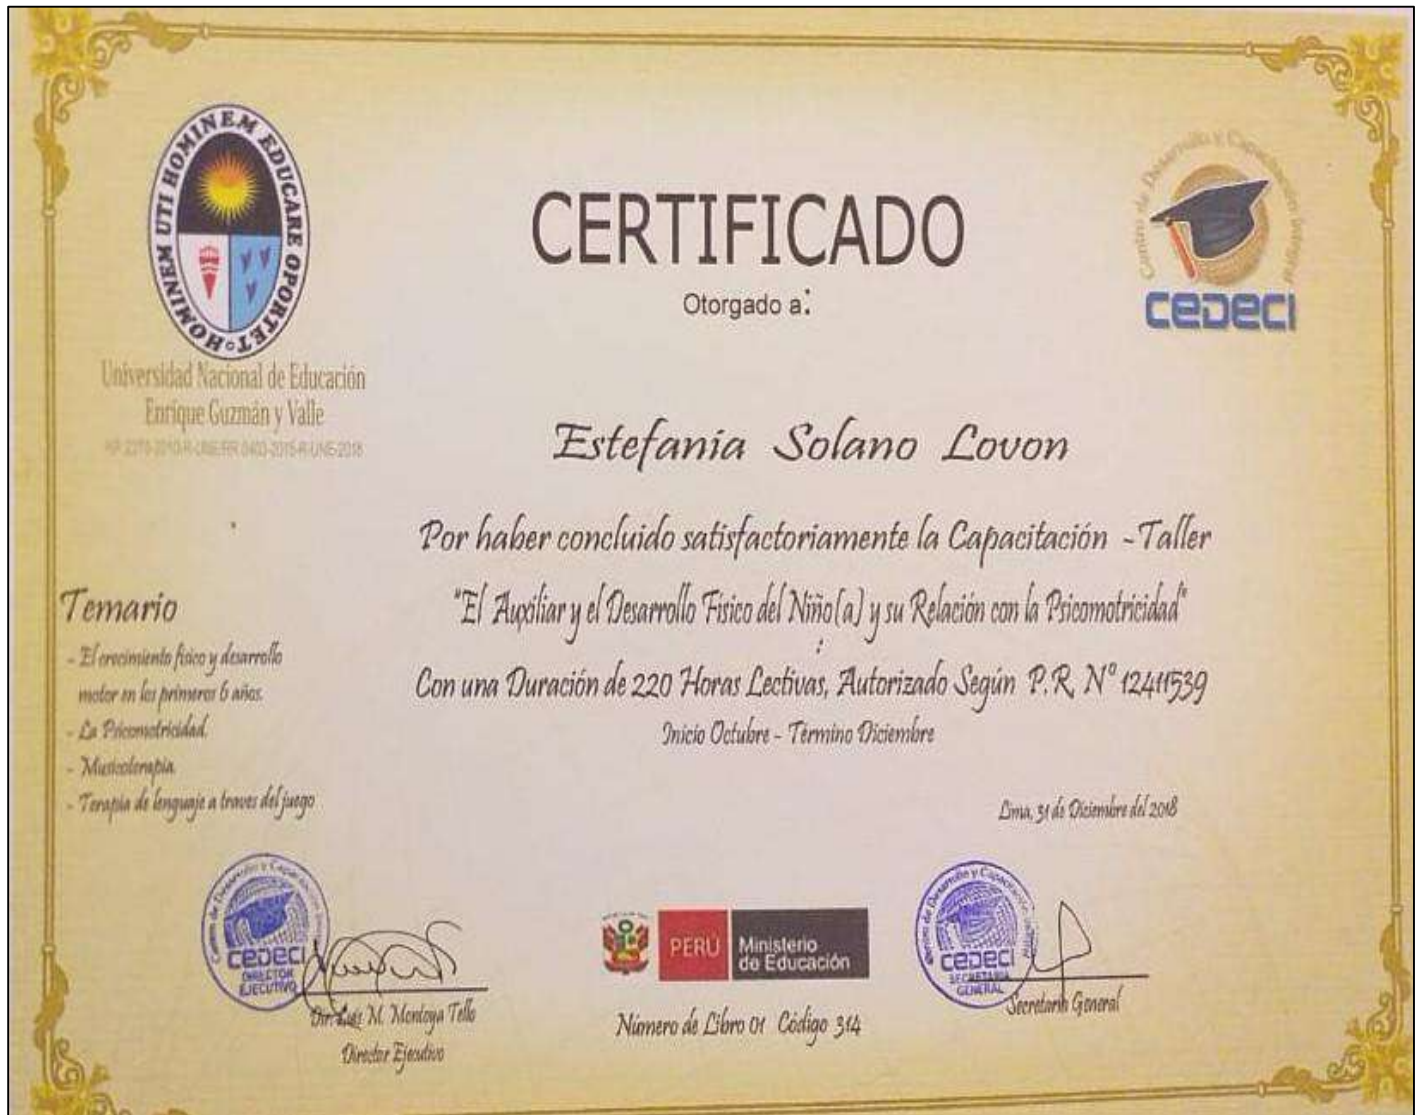 HOMINEM UTI HOMINEM EDUCARE OPORTET
Universidad Nacional de Educación
Enrique Guzmán y Valle
CERTIFICADO
Otorgado a:
Centro de Desarrollo y Capacitación Integral
CEDECI
Estefania Solano Lovon
Por haber concluido satisfactoriamente la Capacitación - Taller
"El Auxiliar y el Desarrollo Fisico del Niño(a) y su Relación con la Psicomotricidad"
Con una Duración de 220 Horas Lectivas, Autorizado Según P.R. Nº 12411539
Inicio Octubre - Término Diciembre
Temario
- El crecimiento físico y desarrollo
motor en los primeros 6 años.
- La Psicomotricidad.
- Musicoterapia
- Terapia de lenguaje a traves del juego
Lima, 31 de Diciembre del 2018
CEDECI
DIRECTOR
EJECUTIVO
Luis M. Montoya Tello
Director Ejecutivo
PERÚ
Ministerio
de Educación
Número de Libro 01 Código 314
CEDECI
SECRETARIA
GENERAL
Secretaria General